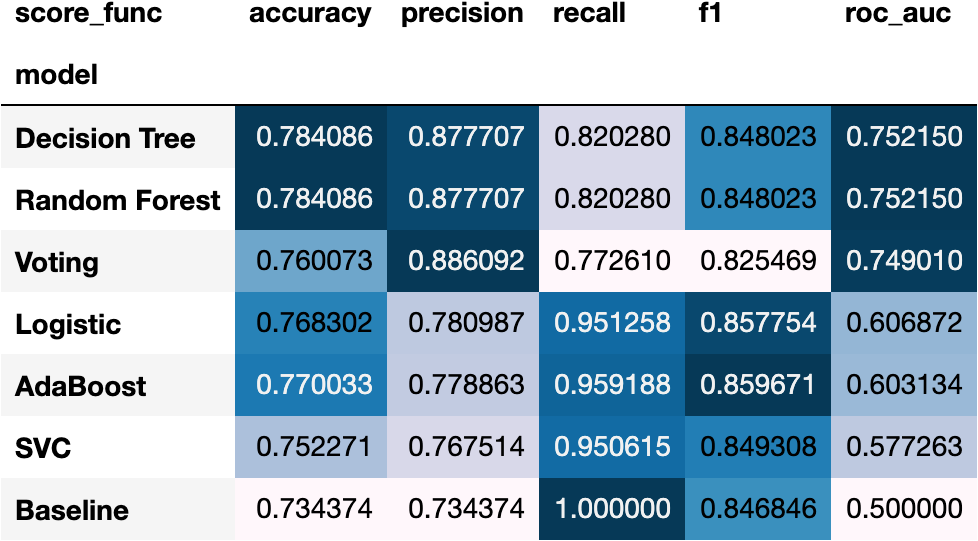 score_func accuracy precision recall f1 roc_auc
model
Decision Tree 0.784086 0.877707 0.820280 0.848023 0.752150
Random Forest 0.784086 0.877707 0.820280 0.848023 0.752150
Voting 0.760073 0.886092 0.772610 0.825469 0.749010
Logistic 0.768302 0.780987 0.951258 0.857754 0.606872
AdaBoost 0.770033 0.778863 0.959188 0.859671 0.603134
SVC 0.752271 0.767514 0.950615 0.849308 0.577263
Baseline 0.734374 0.734374 1.000000 0.846846 0.500000